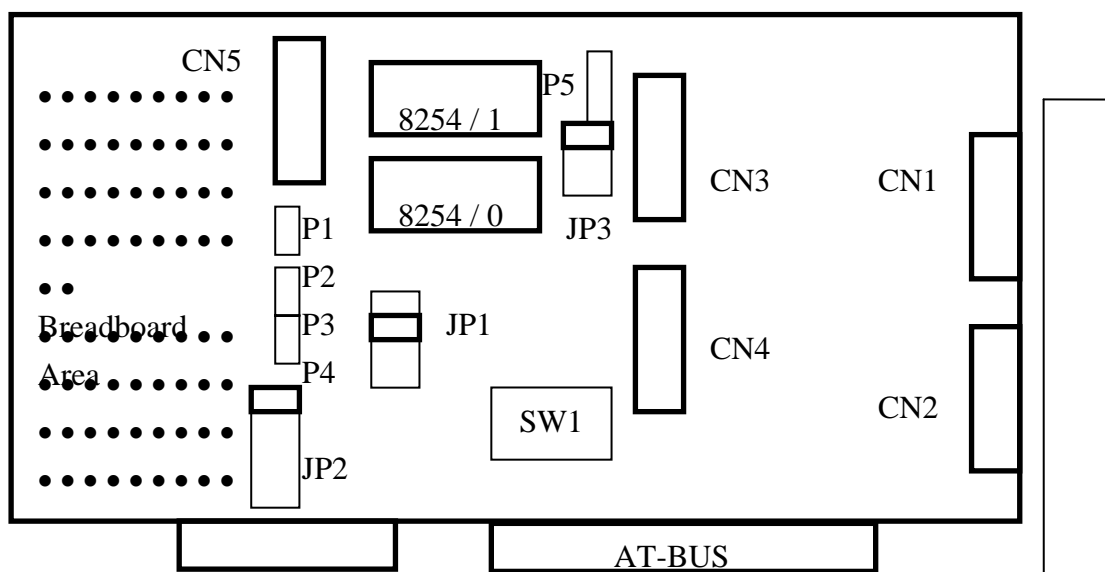 CN5
P5
8254 / 1
CN3
CN1
8254 / 0
P1
JP3
P2
Breadboard
P3
JP1
CN4
Area
P4
CN2
SW1
JP2
AT-BUS